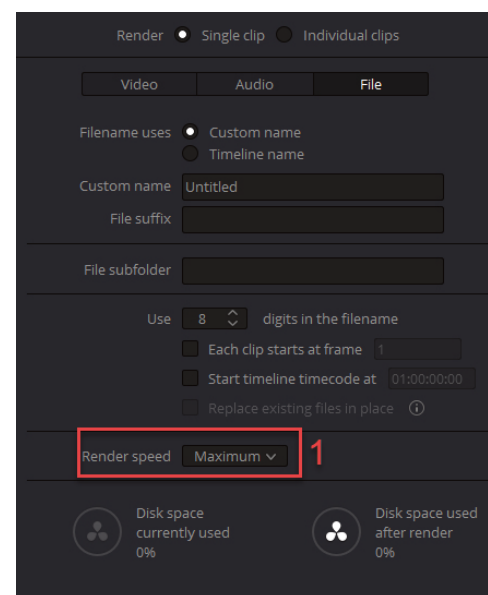 Render Single clip Individual clips
Video Audio File
Filename uses Custom name
Timeline name
Custom name Untitled
File suffix
File subfolder
Use 8 digits in the filename
Each clip starts at frame 1
Start timeline timecode at 01:00:00:00
Replace existing files in place
Render speed Maximum 1
Disk space
currently used
0%
Disk space used
after render
0%